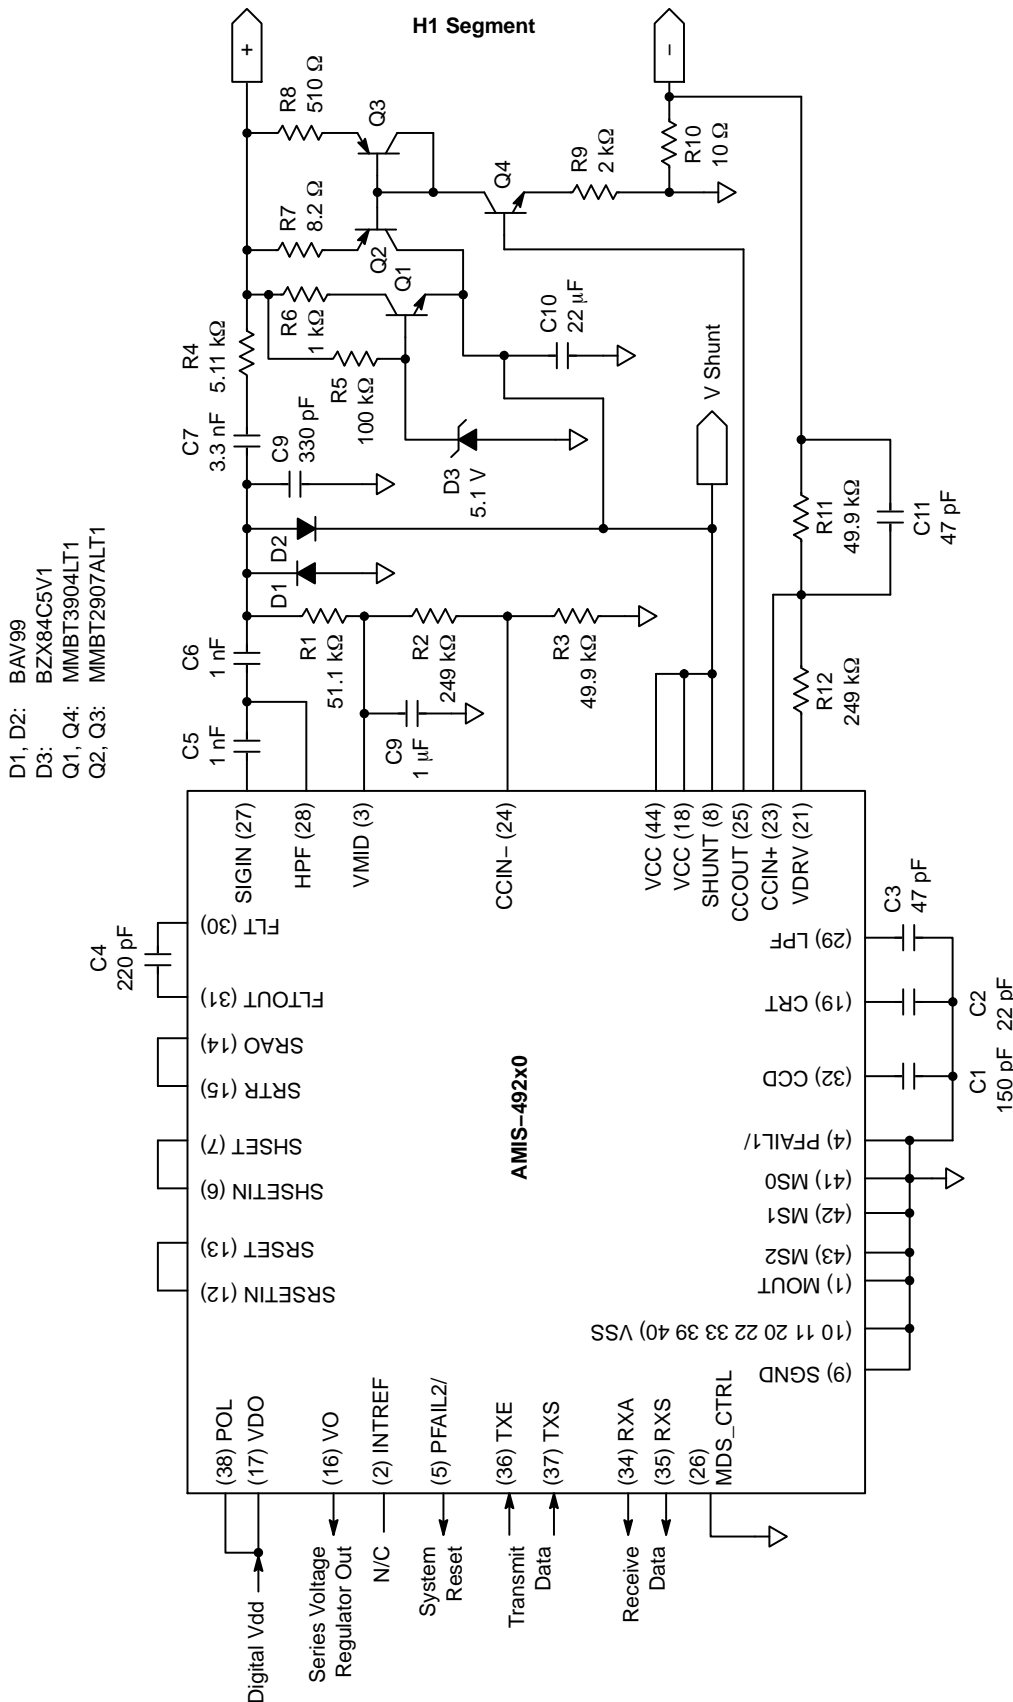 H1 Segment
D1, D2: BAV99
D3: BZX84C5V1
Q1, Q4: MMBT3904LT1
Q2, Q3: MMBT2907ALT1
+
−
R8
510 Ω
Q3
R7
8.2 Ω
Q2
Q1
R6
1 kΩ
R4
5.11 kΩ
R5
100 kΩ
C7
3.3 nF
C9
330 pF
D3
5.1 V
D2
D1
C6
1 nF
C5
1 nF
R1
51.1 kΩ
R2
249 kΩ
R3
49.9 kΩ
C9
1 μF
Q4
R9
2 kΩ
R10
10 Ω
C10
22 μF
V Shunt
R11
49.9 kΩ
C11
47 pF
R12
249 kΩ
SIGIN (27)
HPF (28)
VMID (3)
CCIN− (24)
VCC (44)
VCC (18)
SHUNT (8)
CCOUT (25)
CCIN+ (23)
VDRV (21)
C4
220 pF
(30) FLT
(31) FLTOUT
(14) SRAO
(15) SRTR
(7) SHSET
(6) SHSETIN
(13) SRSET
(12) SRSETIN
AMIS−492x0
(29) LPF
(19) CRT
(32) CCD
(4) PFAIL1/
(41) MS0
(42) MS1
(43) MS2
(1) MOUT
(10 11 20 22 33 39 40) VSS
(9) SGND
C3
47 pF
C2
22 pF
C1
150 pF
(38) POL
(17) VDO
(16) VO
(2) INTREF
(5) PFAIL2/
(36) TXE
(37) TXS
(34) RXA
(35) RXS
(26)
MDS_CTRL
Digital Vdd
Series Voltage
Regulator Out
N/C
System
Reset
Transmit
Data
Receive
Data